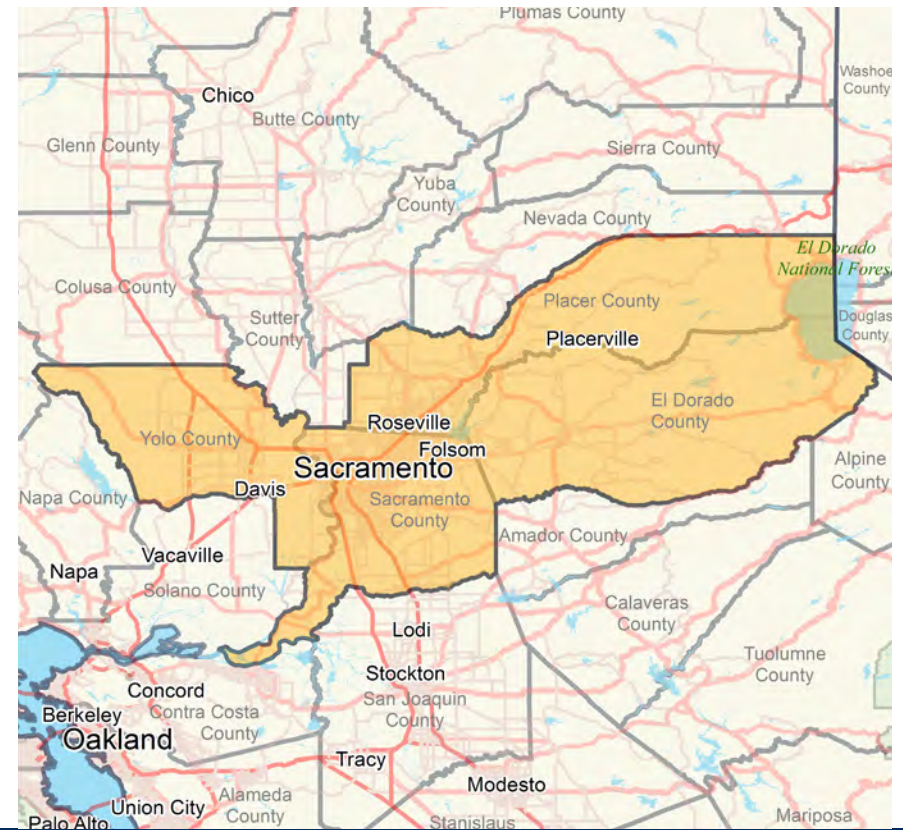 Plumas County
Washoe
County
Chico
Butte County
Glenn County
Sierra County
Yuba
County
Nevada County
El Dorado
National Fores
Colusa County
Placer County
Sutter
County
Douglas
County
Placerville
El Dorado
County
Roseville
Yolo County
Folsom
Sacramento
Alpine
County
Davis
Napa County
Sacramento
County
Amador County
Vacaville
Napa
Solano County
Calaveras
County
Lodi
Tuolumne
County
Stockton
Concord
San Joaquin
County
Berkeley
Contra Costa
County
Oakland
Tracy
Modesto
Union City
Alameda
County
Palo Alto
Stanislaus
Mariposa